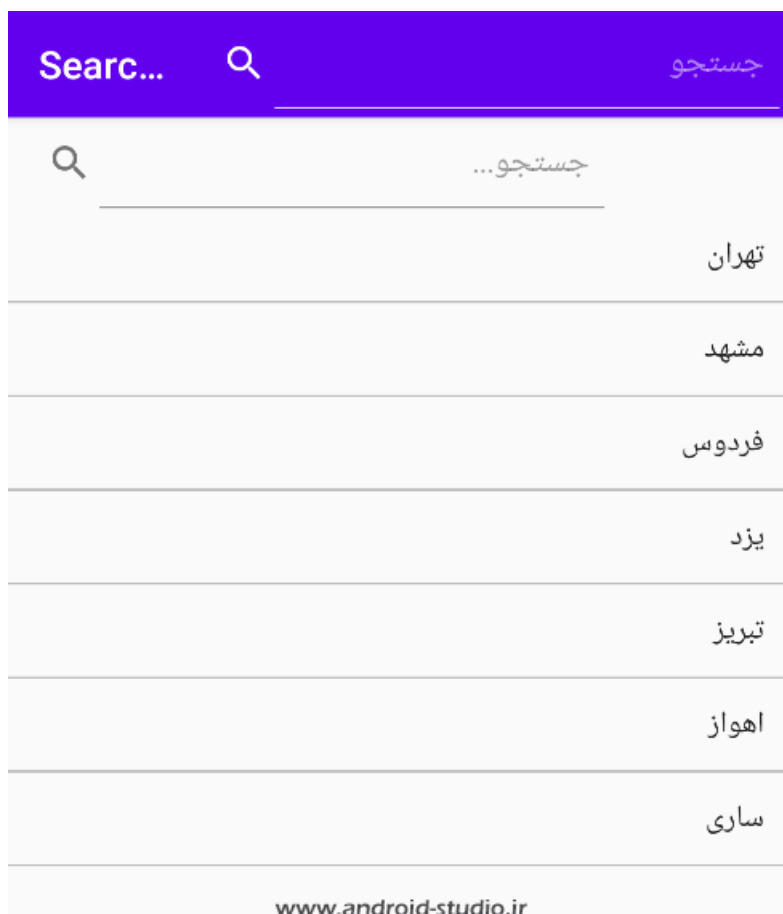 Searc... جستجو
جستجو...
تهران
مشهد
فردوس
یزد
تبریز
اهواز
ساری
www.android-studio.ir